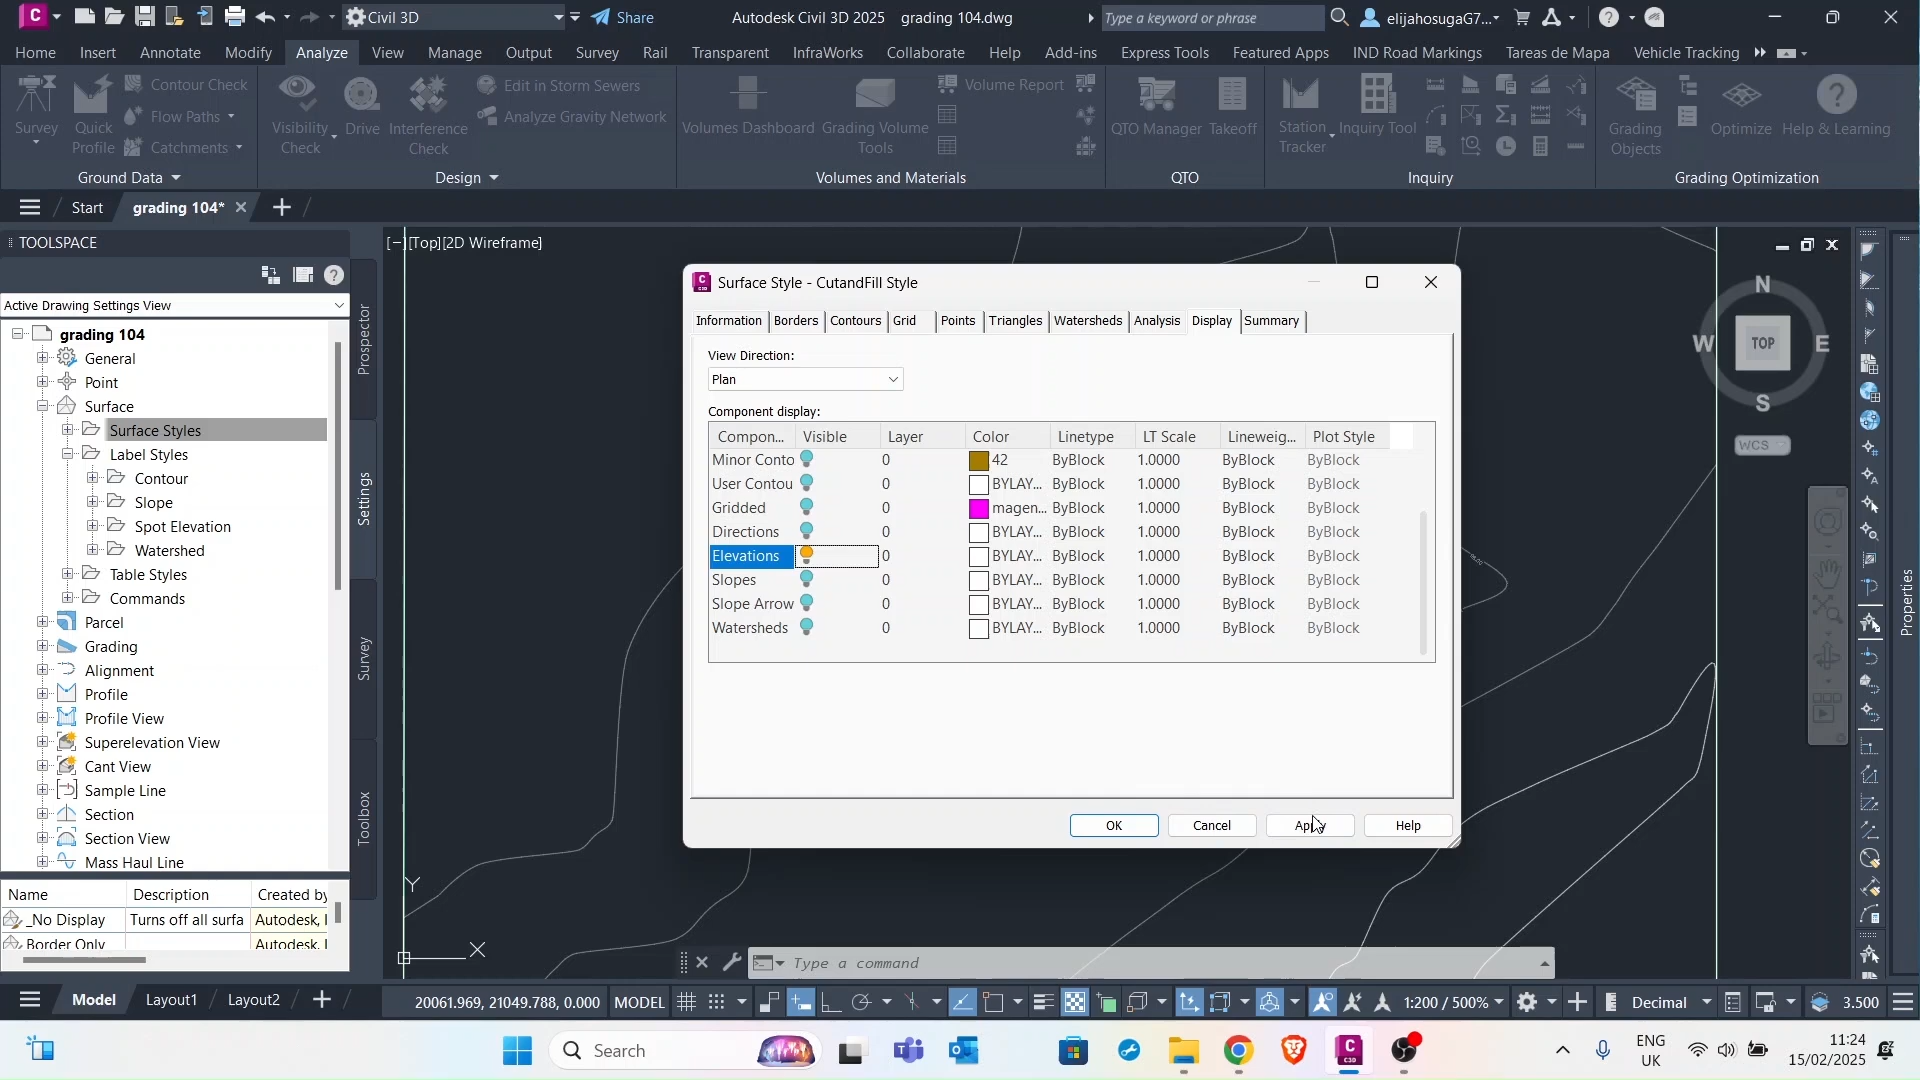 Civil 3D
Share
Autodesk Civil 3D 2025 grading 104.dwg
Type a keyword or phrase
elijahosugaG7...
Home Insert Annotate Analyze Modify View Manage Output Survey Rail Transparent InfraWorks Collaborate Help Add-ins Express Tools Featured Apps IND Road Markings Tareas de Mapa Vehicle Tracking
Survey
Quick Profile
Contour Check
Flow Paths
Catchments
Ground Data
Visibility Check
Drive
Interference Check
Edit in Storm Sewers
Analyze Gravity Network
Design
Volumes Dashboard
Grading Volume Tools
Volume Report
Volumes and Materials
QTO Manager
Takeoff
QTO
Station Tracker
Inquiry Tool
Inquiry
Grading Objects
Optimize
Help & Learning
Grading Optimization
Start
grading 104*
TOOLSPACE
Active Drawing Settings View
grading 104
General
Point
Surface
Surface Styles
Label Styles
Contour
Slope
Spot Elevation
Watershed
Table Styles
Commands
Parcel
Grading
Alignment
Profile
Profile View
Superelevation View
Cant View
Sample Line
Section
Section View
Mass Haul Line
Prospector
Settings
Survey
Toolbox
Name Description Created by
_No Display Turns off all surfa Autodesk, I
Border Only Autodesk, I
[−][Top][2D Wireframe]
Surface Style - CutandFill Style
Information Borders Contours Grid Points Triangles Watersheds Analysis Display Summary
View Direction:
Plan
Component display:
Compon... Visible Layer Color Linetype LT Scale Lineweig... Plot Style
Minor Conto 0 42 ByBlock 1.0000 ByBlock ByBlock
User Contou 0 BYLAY... ByBlock 1.0000 ByBlock ByBlock
Gridded 0 magen... ByBlock 1.0000 ByBlock ByBlock
Directions 0 BYLAY... ByBlock 1.0000 ByBlock ByBlock
Elevations 0 BYLAY... ByBlock 1.0000 ByBlock ByBlock
Slopes 0 BYLAY... ByBlock 1.0000 ByBlock ByBlock
Slope Arrow 0 BYLAY... ByBlock 1.0000 ByBlock ByBlock
Watersheds 0 BYLAY... ByBlock 1.0000 ByBlock ByBlock
OK Cancel Apply Help
N
W TOP E
S
WCS
Properties
Y
X
Type a command
Model Layout1 Layout2
20061.969, 21049.788, 0.000 MODEL
1:200 / 500%
Decimal
3.500
Search
ENG
UK
11:24
15/02/2025